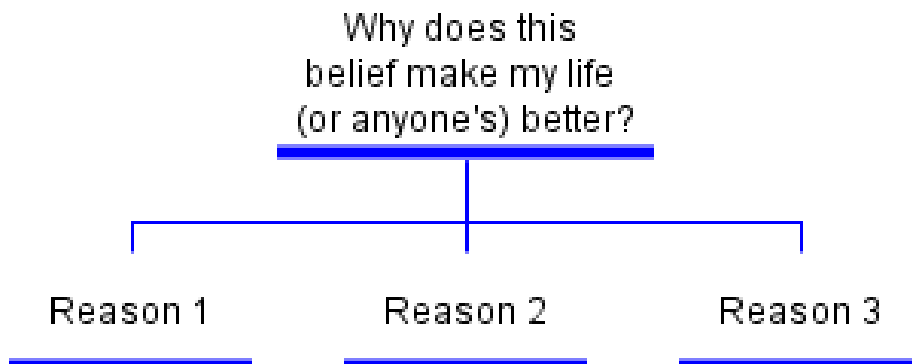 Why does this
belief make my life
(or anyone's) better?
Reason 1 Reason 2 Reason 3